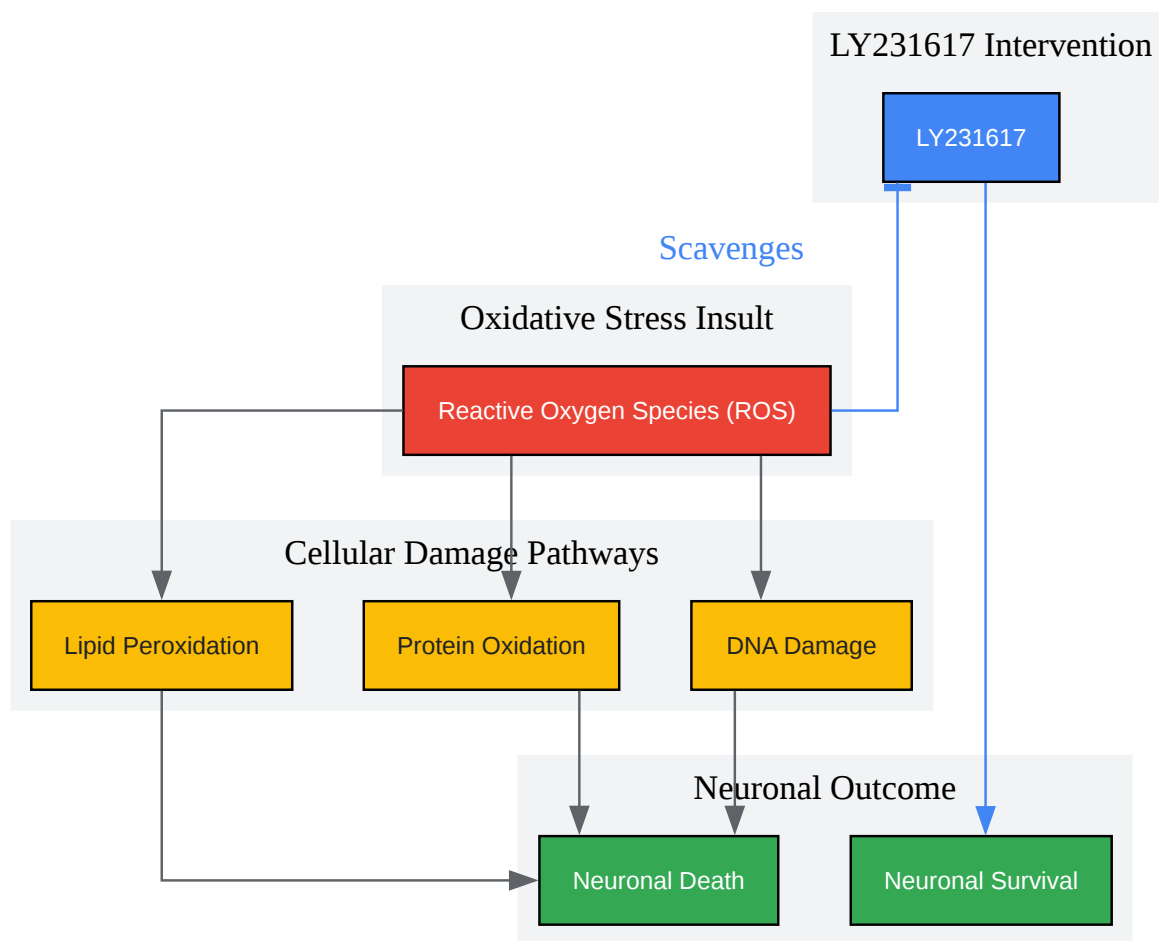 LY231617 Intervention
LY231617
Scavenges
Oxidative Stress Insult
Reactive Oxygen Species (ROS)
Cellular Damage Pathways
Lipid Peroxidation
Protein Oxidation
DNA Damage
Neuronal Outcome
Neuronal Death
Neuronal Survival